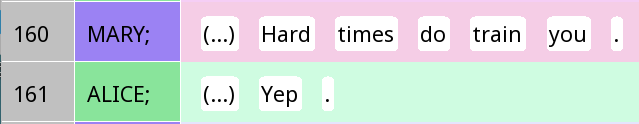 160 MARY; (...) Hard times do train you .
161 ALICE; (...) Yep .